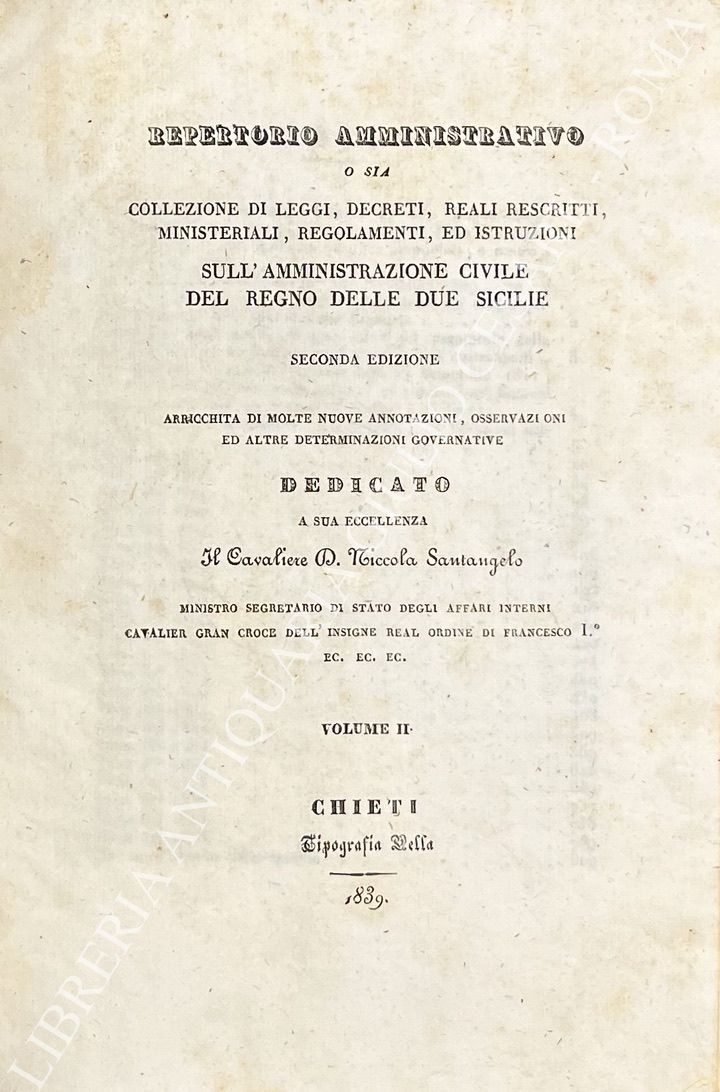 REPERTORIO AMMINISTRATIVO
O SIA
COLLEZIONE DI LEGGI, DECRETI, REALI RESCRITTI,
MINISTERIALI, REGOLAMENTI, ED ISTRUZIONI
SULL' AMMINISTRAZIONE CIVILE
DEL REGNO DELLE DUE SICILIE
SECONDA EDIZIONE
ARRICCHITA DI MOLTE NUOVE ANNOTAZIONI, OSSERVAZIONI
ED ALTRE DETERMINAZIONI GOVERNATIVE
DEDICATO
A SUA ECCELLENZA
Il Cavaliere D. Niccola Santangelo
MINISTRO SEGRETARIO DI STATO DEGLI AFFARI INTERNI
CAVALIER GRAN CROCE DELL' INSIGNE REAL ORDINE DI FRANCESCO I.°
EC. EC. EC.
VOLUME II.
CHIETI
Tipografia Vella
1839.
LIBRERIA ANTIQUARIA - ROMA